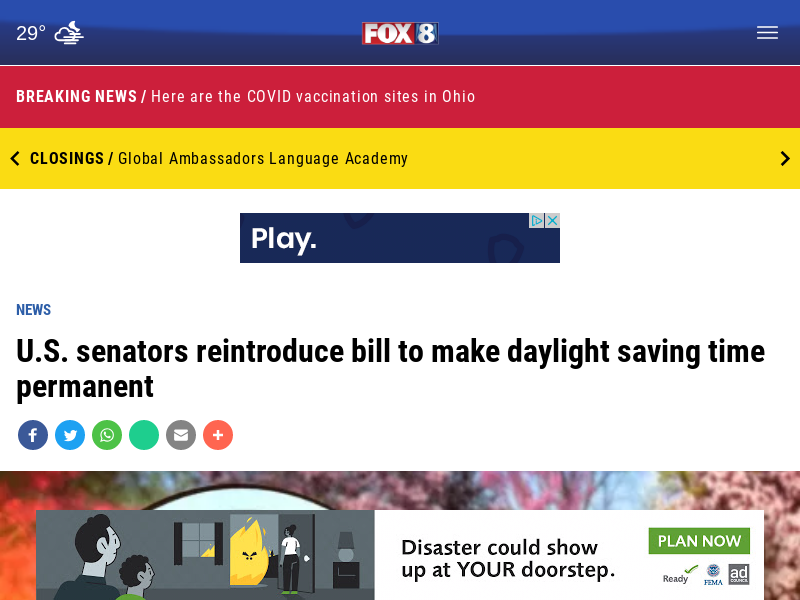 29°
FOX 8
BREAKING NEWS / Here are the COVID vaccination sites in Ohio
CLOSINGS / Global Ambassadors Language Academy
Play.
NEWS
U.S. senators reintroduce bill to make daylight saving time
permanent
Disaster could show
up at YOUR doorstep.
PLAN NOW
Ready
FEMA
ad
COUNCIL